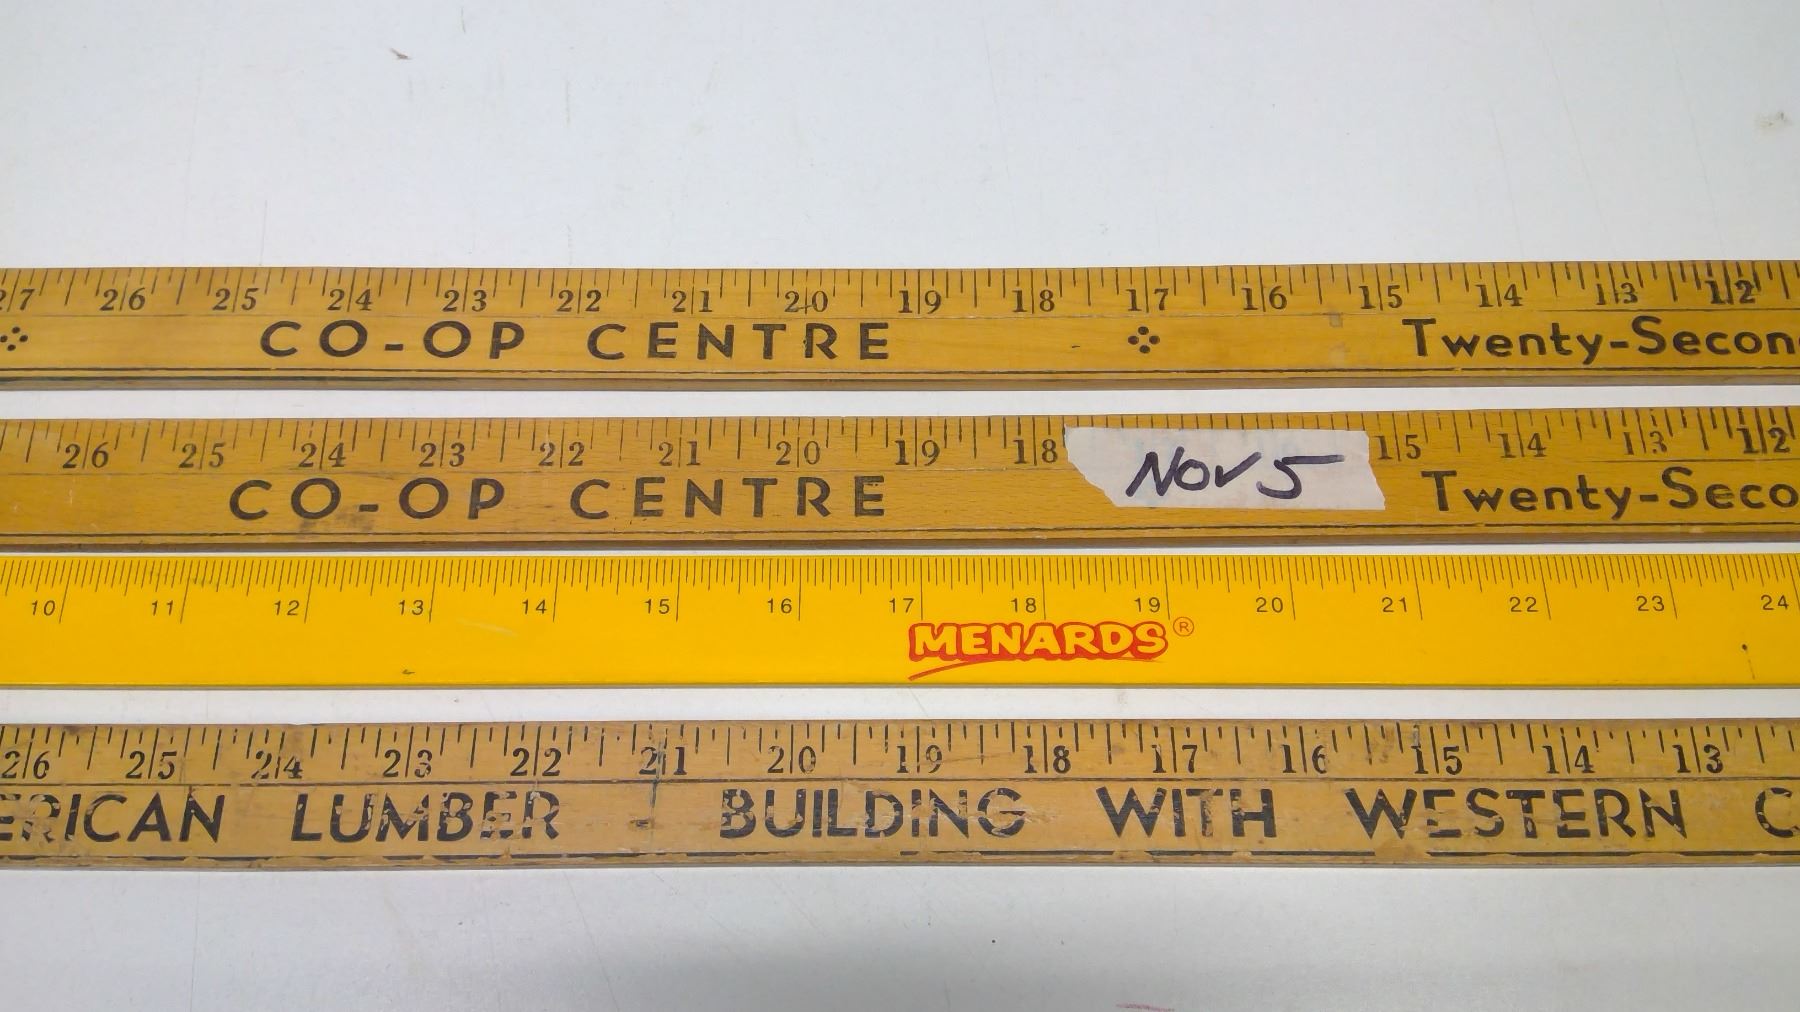 27 26 25 24 23 22 21 20 19 18 17 16 15 14 13 12
CO-OP CENTRE Twenty-Secon
26 25 24 23 22 21 20 19 18 15 14 13 12
CO-OP CENTRE Nov 5 Twenty-Seco
10 11 12 13 14 15 16 17 18 19 20 21 22 23 24
MENARDS®
26 25 24 23 22 21 20 19 18 17 16 15 14 13
ERICAN LUMBER - BUILDING WITH WESTERN C